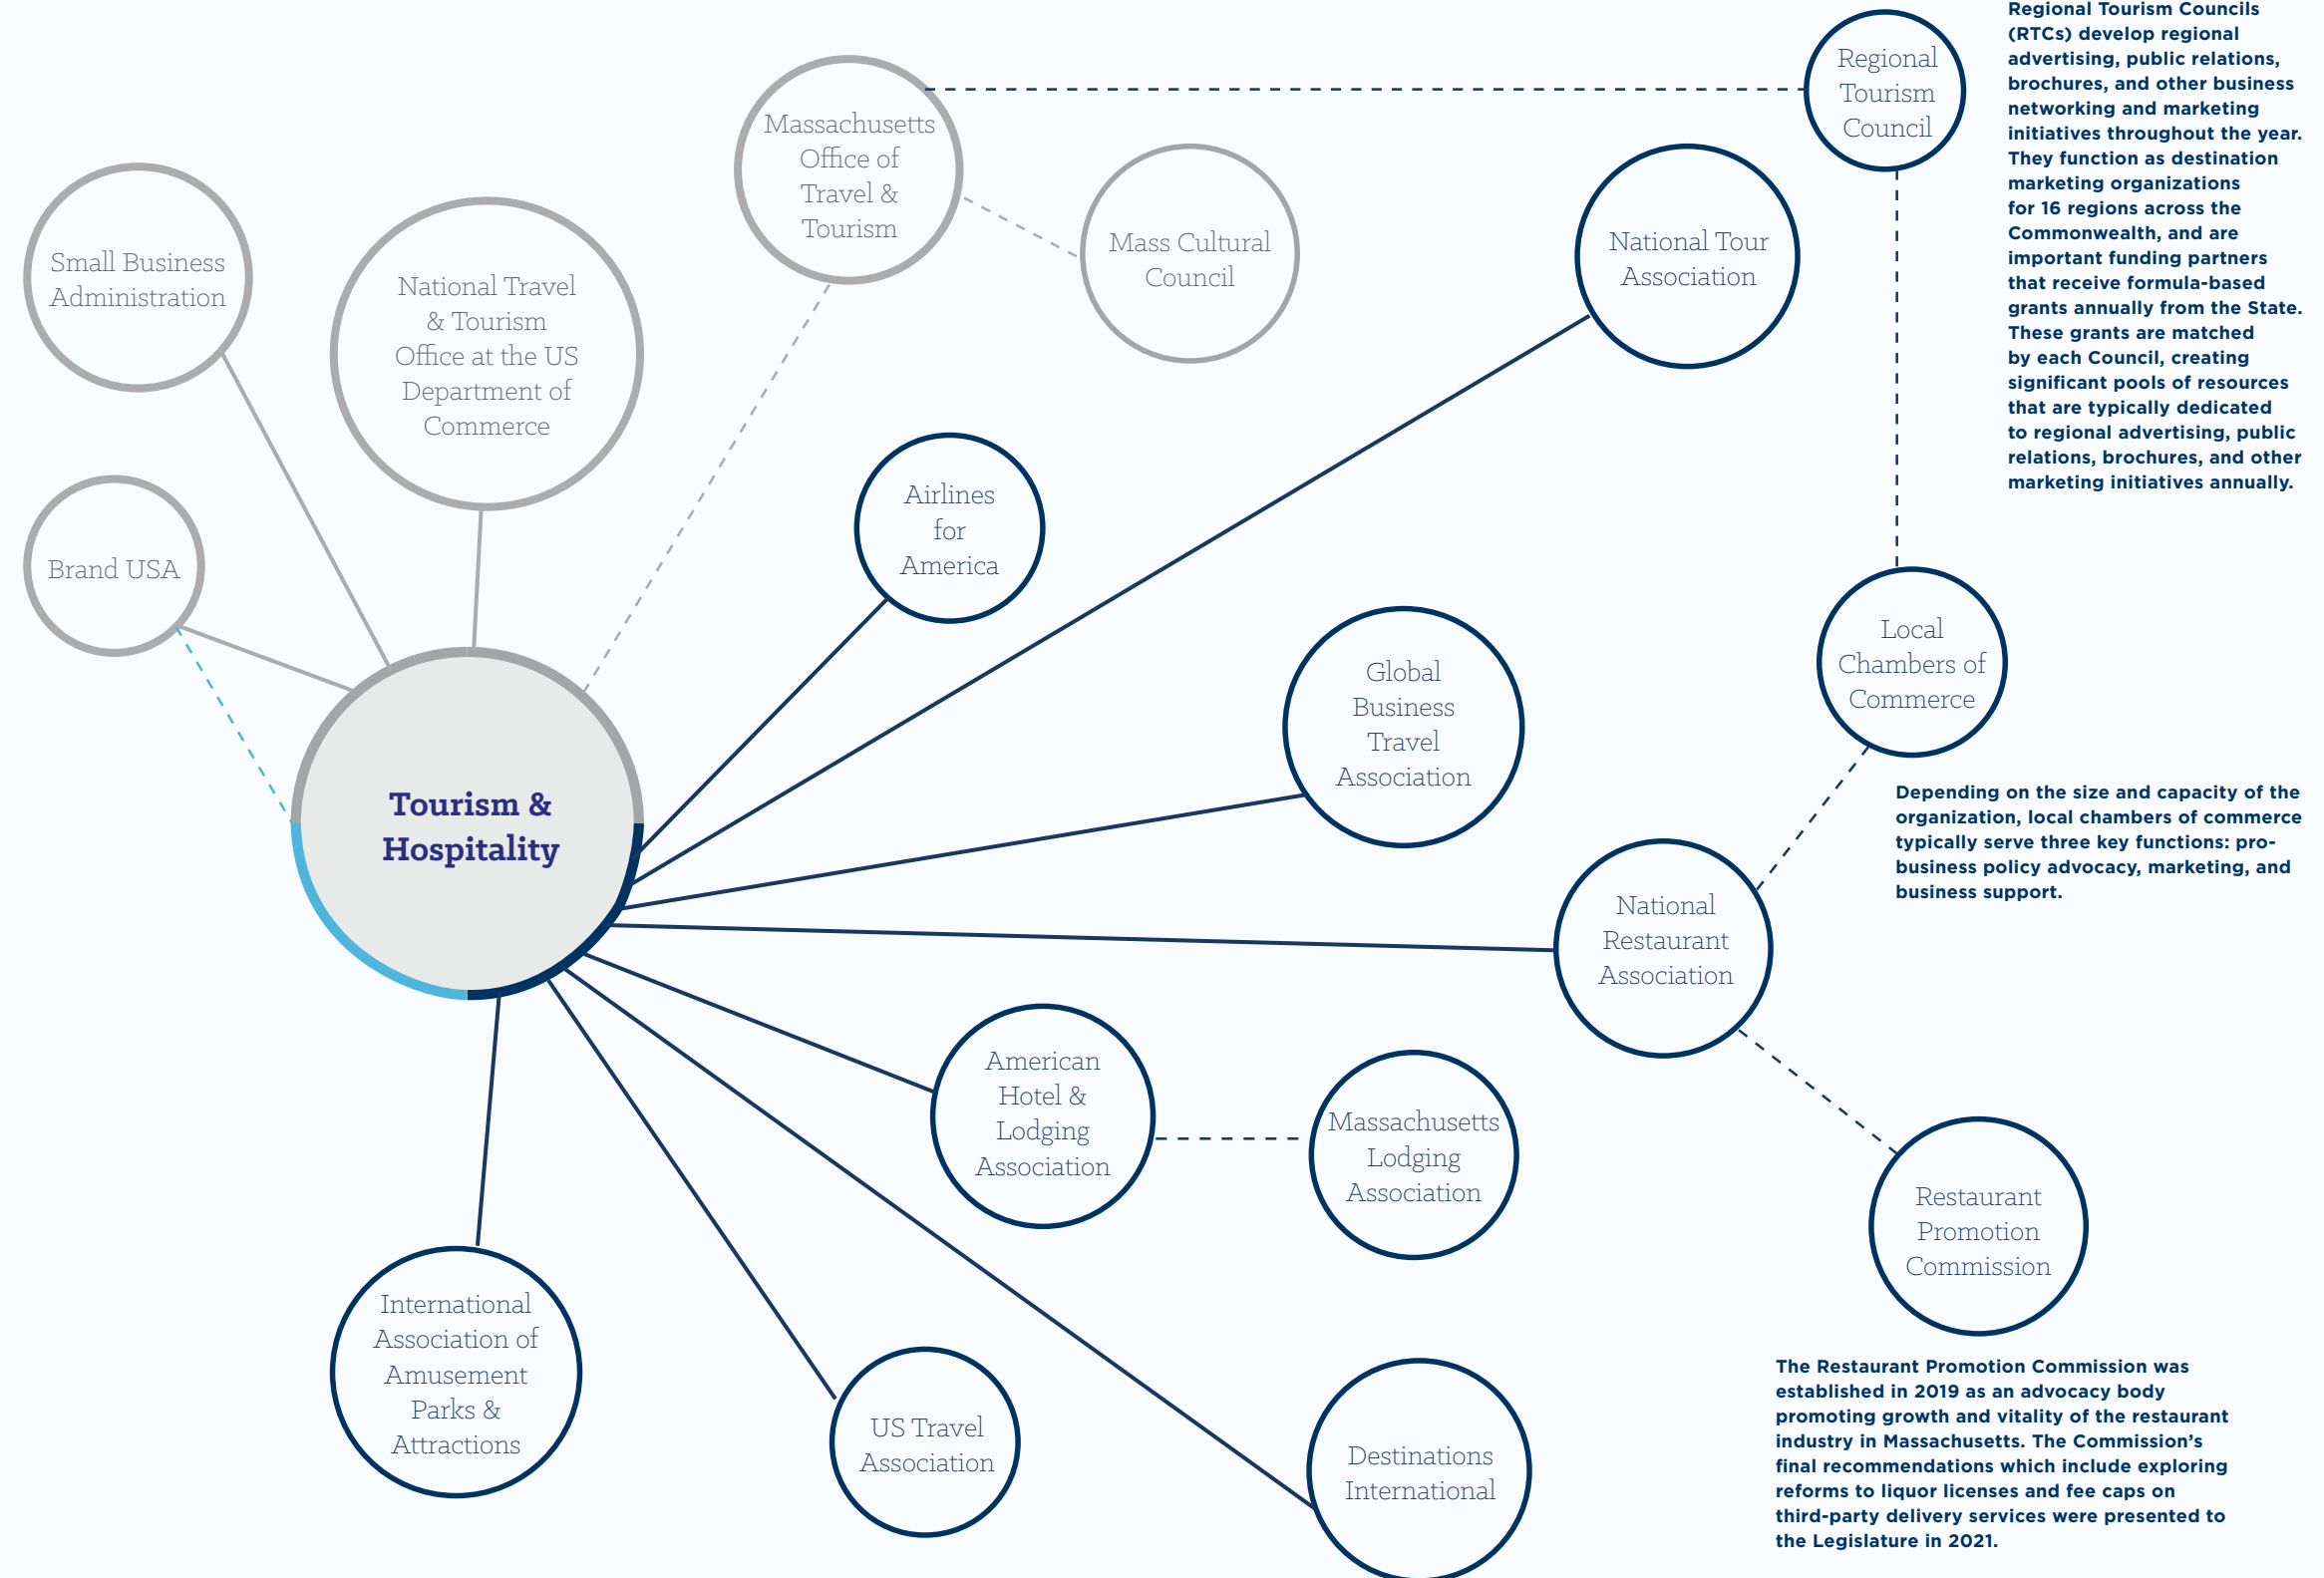 Regional Tourism Councils
(RTCs) develop regional
advertising, public relations,
brochures, and other business
networking and marketing
initiatives throughout the year.
They function as destination
marketing organizations
for 16 regions across the
Commonwealth, and are
important funding partners
that receive formula-based
grants annually from the State.
These grants are matched
by each Council, creating
significant pools of resources
that are typically dedicated
to regional advertising, public
relations, brochures, and other
marketing initiatives annually.
Regional
Tourism
Council
Massachusetts
Office of
Travel &
Tourism
Mass Cultural
Council
National Tour
Association
Small Business
Administration
National Travel
& Tourism
Office at the US
Department of
Commerce
Brand USA
Airlines
for
America
Global
Business
Travel
Association
Local
Chambers of
Commerce
Depending on the size and capacity of the
organization, local chambers of commerce
typically serve three key functions: pro-
business policy advocacy, marketing, and
business support.
Tourism &
Hospitality
National
Restaurant
Association
American
Hotel &
Lodging
Association
Massachusetts
Lodging
Association
Restaurant
Promotion
Commission
International
Association of
Amusement
Parks &
Attractions
US Travel
Association
Destinations
International
The Restaurant Promotion Commission was
established in 2019 as an advocacy body
promoting growth and vitality of the restaurant
industry in Massachusetts. The Commission’s
final recommendations which include exploring
reforms to liquor licenses and fee caps on
third-party delivery services were presented to
the Legislature in 2021.